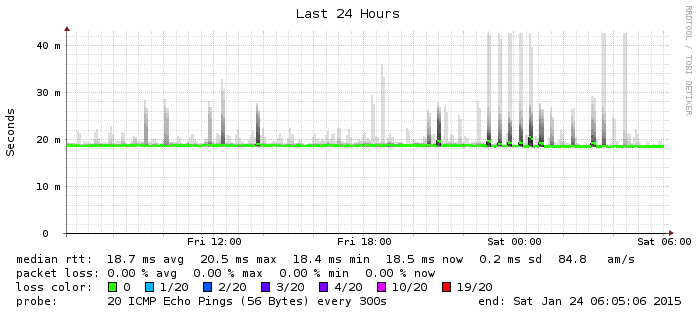 Last 24 Hours
RRDTOOL / TOBI OETIKER
Seconds
40 m
30 m
20 m
10 m
0
Fri 12:00 Fri 18:00 Sat 00:00 Sat 06:00
median rtt: 18.7 ms avg 20.5 ms max 18.4 ms min 18.5 ms now 0.2 ms sd 84.8 am/s
packet loss: 0.00 % avg 0.00 % max 0.00 % min 0.00 % now
loss color: 0 1/20 2/20 3/20 4/20 10/20 19/20
probe: 20 ICMP Echo Pings (56 Bytes) every 300s end: Sat Jan 24 06:05:06 2015